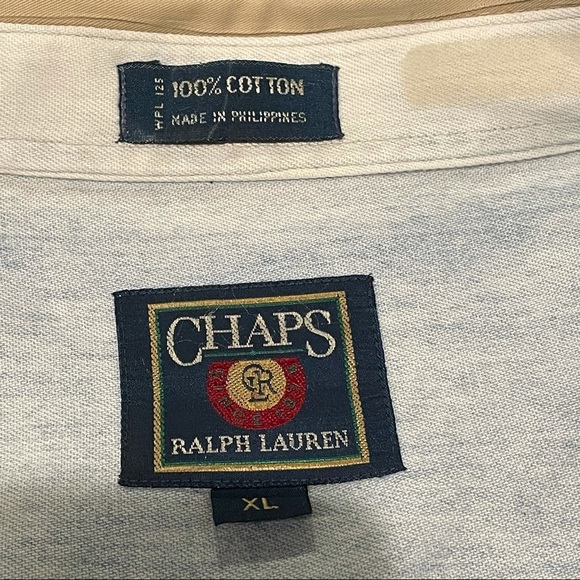 WPL 125
100% COTTON
MADE IN PHILIPPINES
CHAPS
RALPH LAUREN
XL